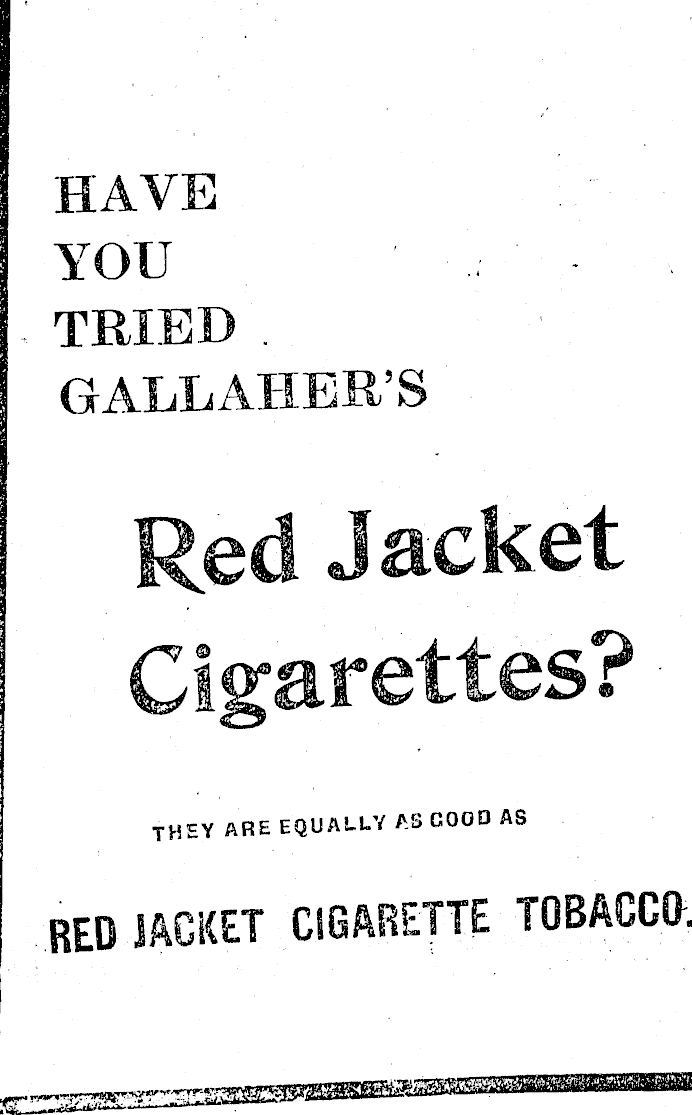 HAVE
YOU
TRIED
GALLAHER'S
Red Jacket
Cigarettes?
THEY ARE EQUALLY AS GOOD AS
RED JACKET CIGARETTE TOBACCO.